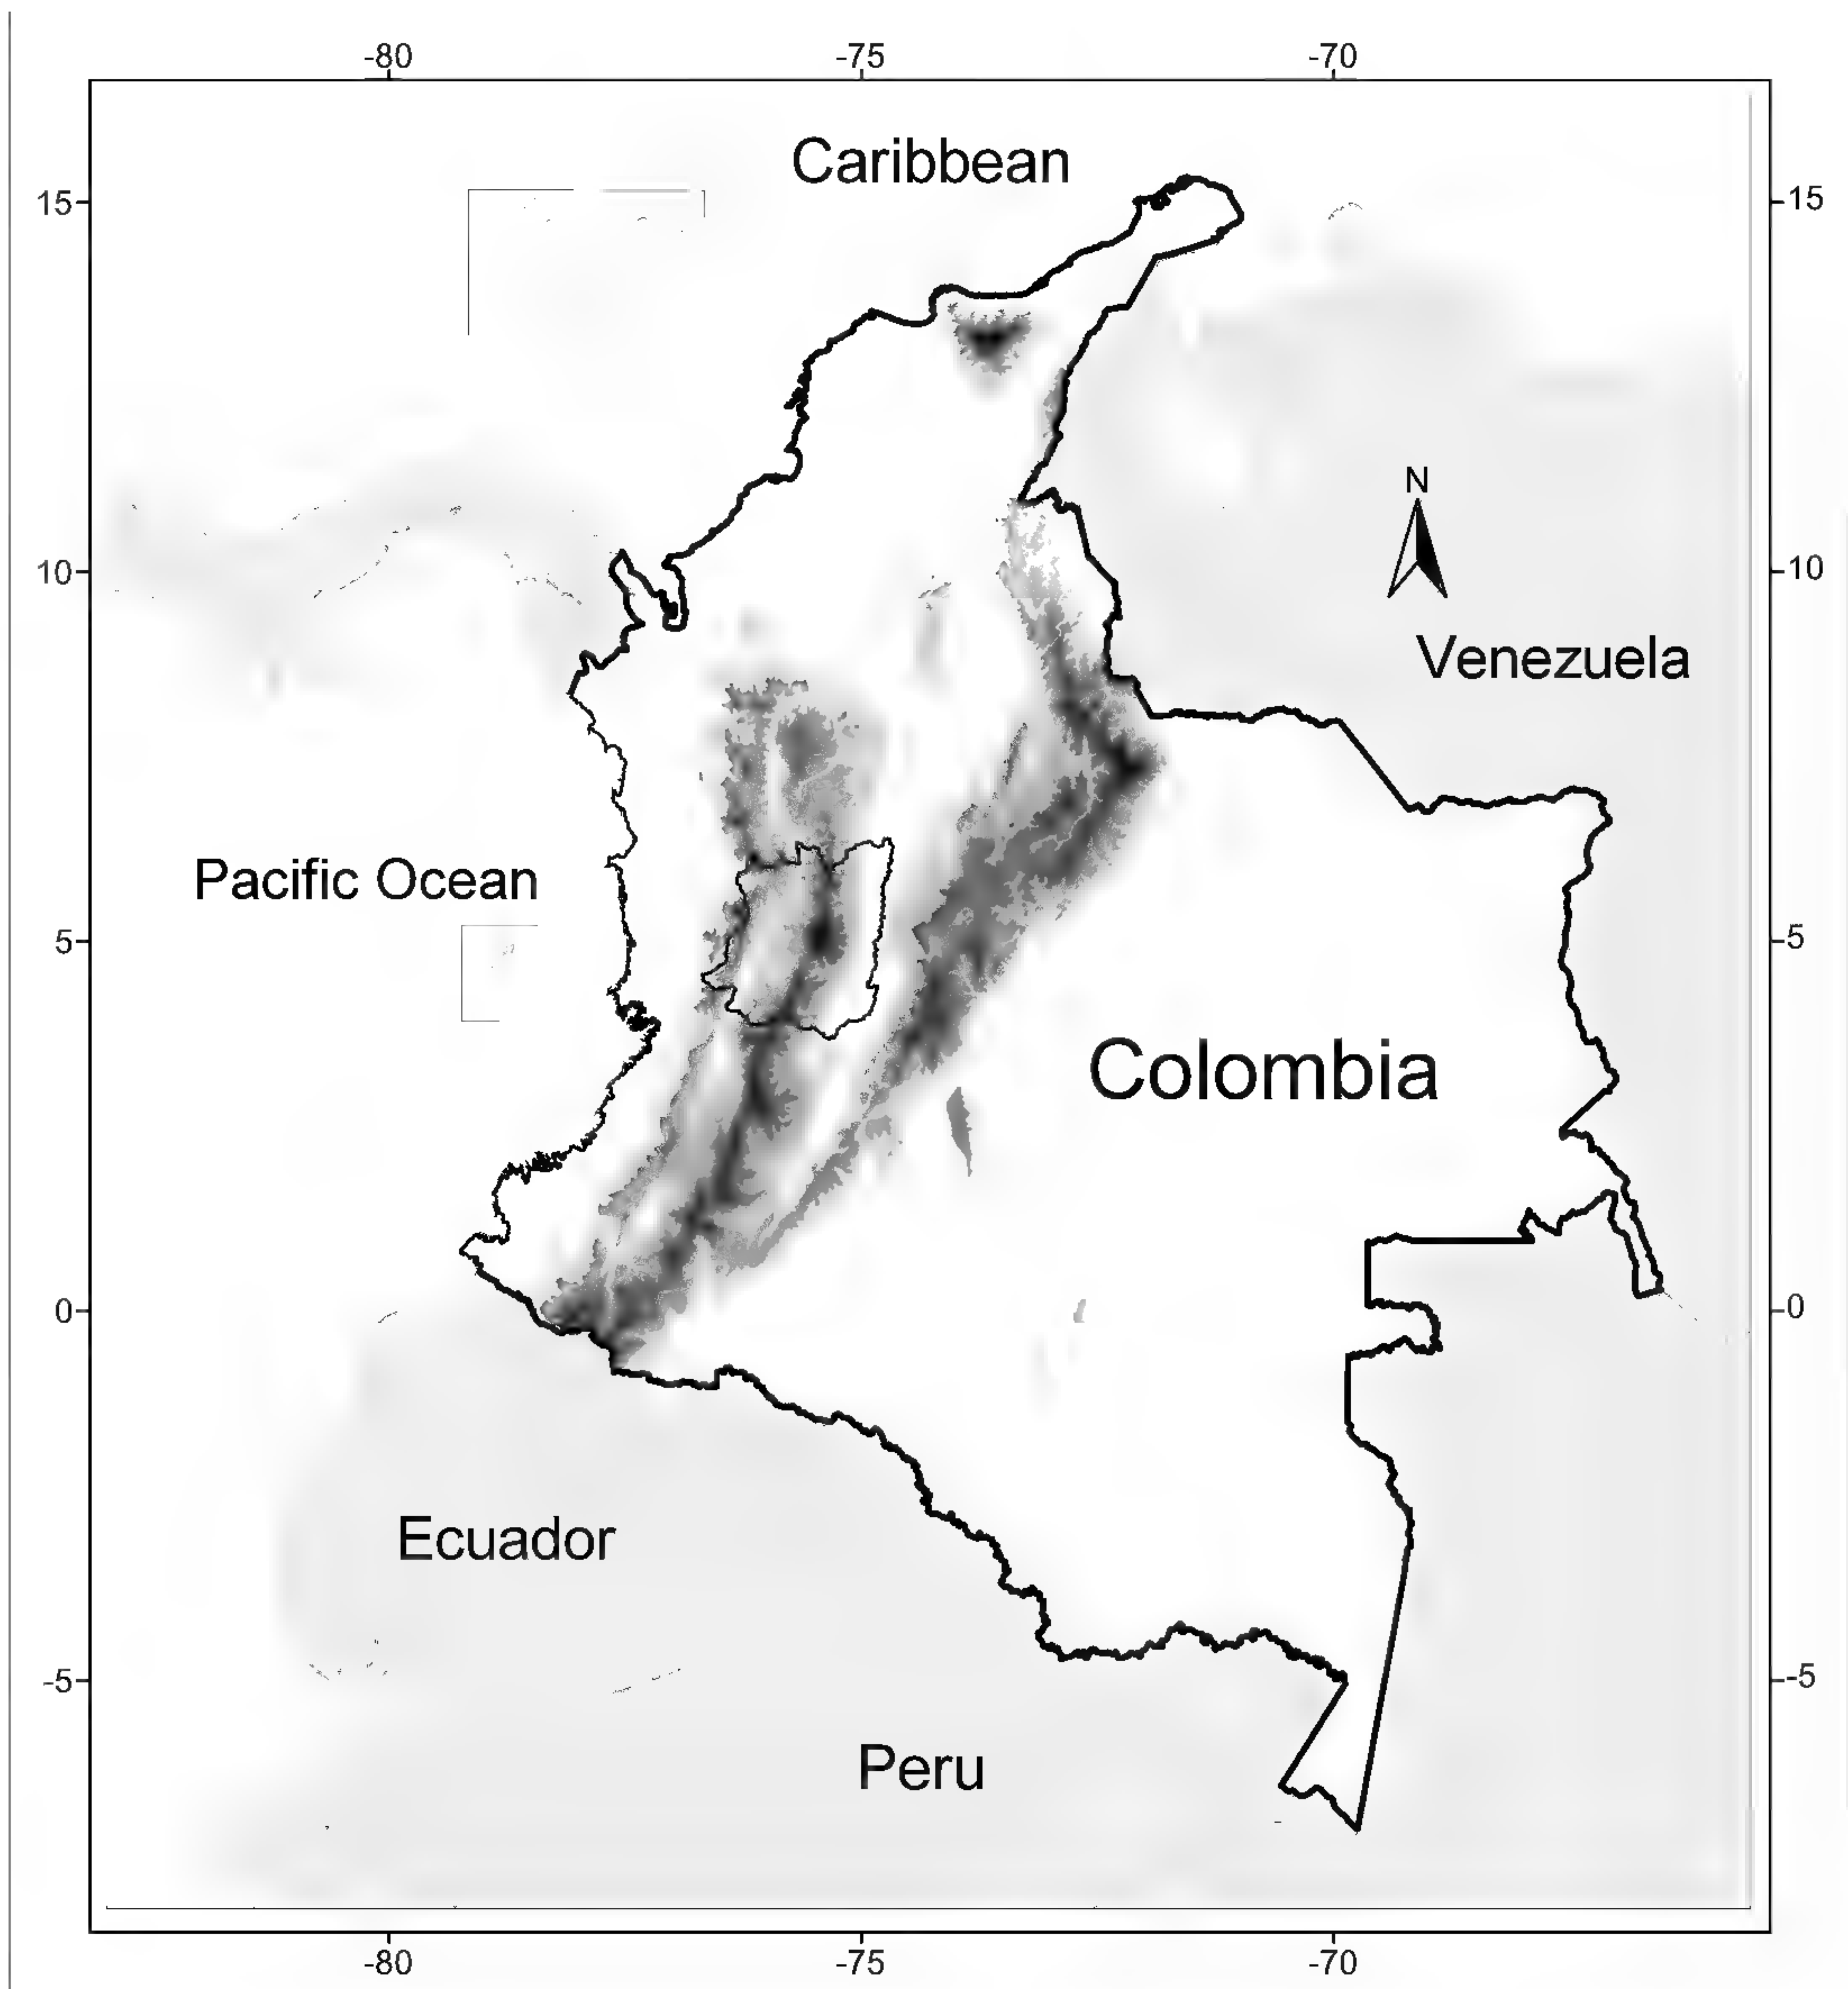 -80 -75 -70
Caribbean
15 15
N
10 10
Venezuela
Pacific Ocean
5 5
Colombia
0 0
Ecuador
-5 -5
Peru
-80 -75 -70